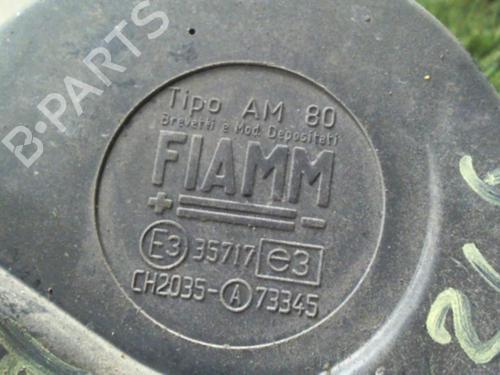 B-PARTS
Tipo AM 80
Brevetti e Mod. Depositati
FIAMM
+ -
E3 35717 e3
CH2035-A 73345